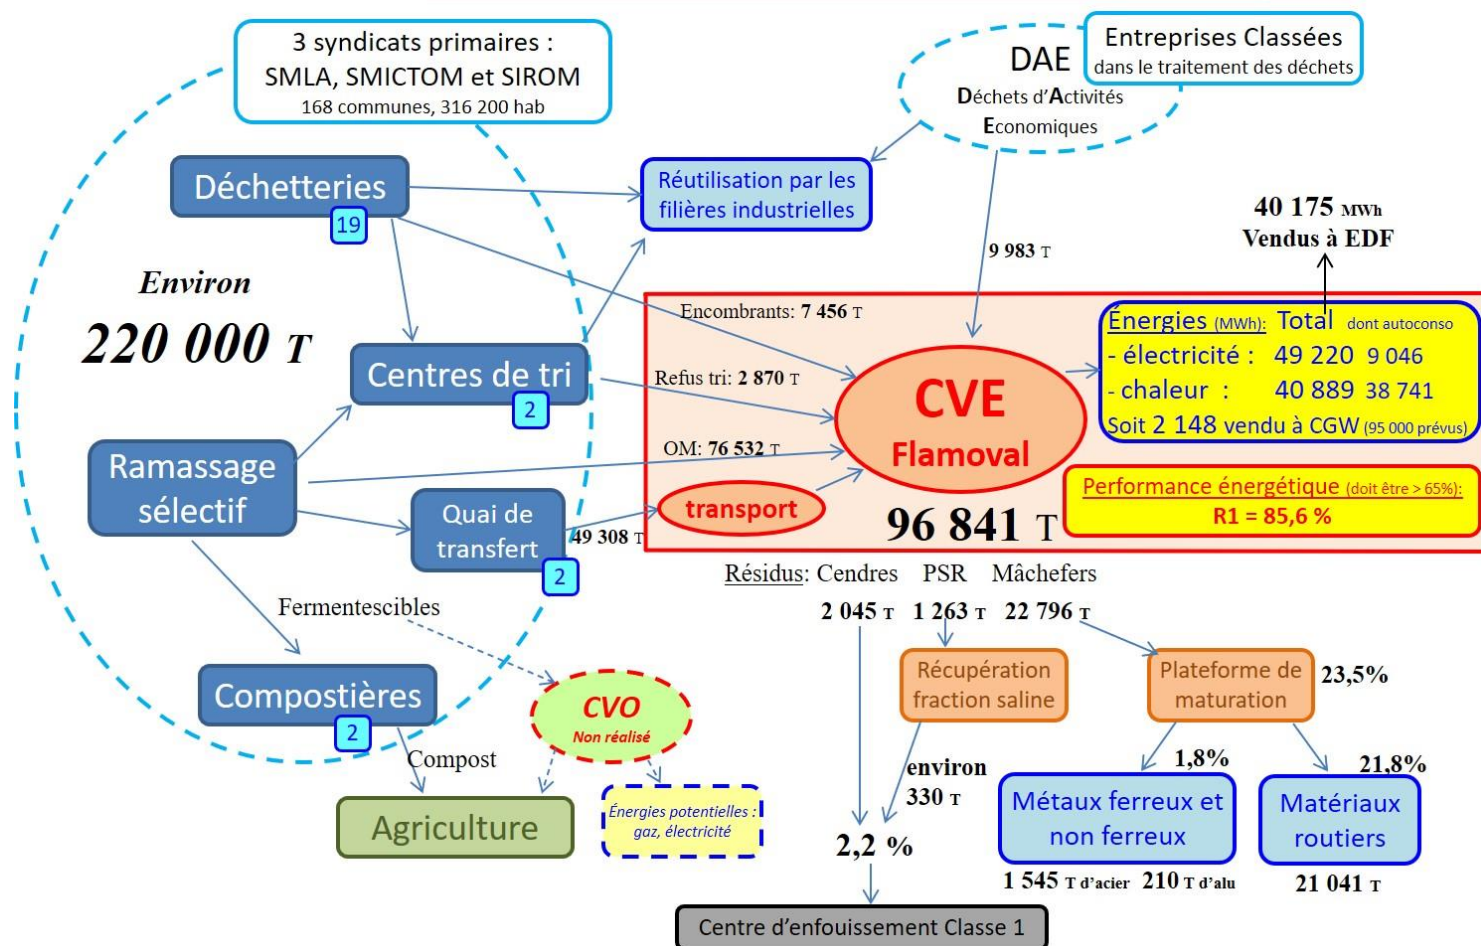 3 syndicats primaires :
SMLA, SMICTOM et SIROM
168 communes, 316 200 hab
DAE
Déchets d'Activités
Economiques
Entreprises Classées
dans le traitement des déchets
Déchetteries
19
Réutilisation par les
filières industrielles
40 175 MWh
Vendus à EDF
9 983 T
Environ
220 000 T
Encombrants: 7 456 T
Centres de tri
2
Refus tri: 2 870 T
CVE
Flamoval
Énergies (MWh): Total dont autoconso
- électricité : 49 220 9 046
- chaleur : 40 889 38 741
Soit 2 148 vendu à CGW (95 000 prévus)
Ramassage
sélectif
OM: 76 532 T
Quai de
transfert
2
49 308 T
transport
96 841 T
Performance énergétique (doit être > 65%):
R1 = 85,6 %
Résidus: Cendres PSR Mâchefers
2 045 T 1 263 T 22 796 T
Fermentescibles
Compostières
2
CVO
Non réalisé
Récupération
fraction saline
Plateforme de
maturation
23,5%
Compost
Agriculture
Énergies potentielles :
gaz, électricité
environ
330 T
1,8%
21,8%
Métaux ferreux et
non ferreux
Matériaux
routiers
2,2 %
1 545 T d'acier 210 T d'alu
21 041 T
Centre d'enfouissement Classe 1